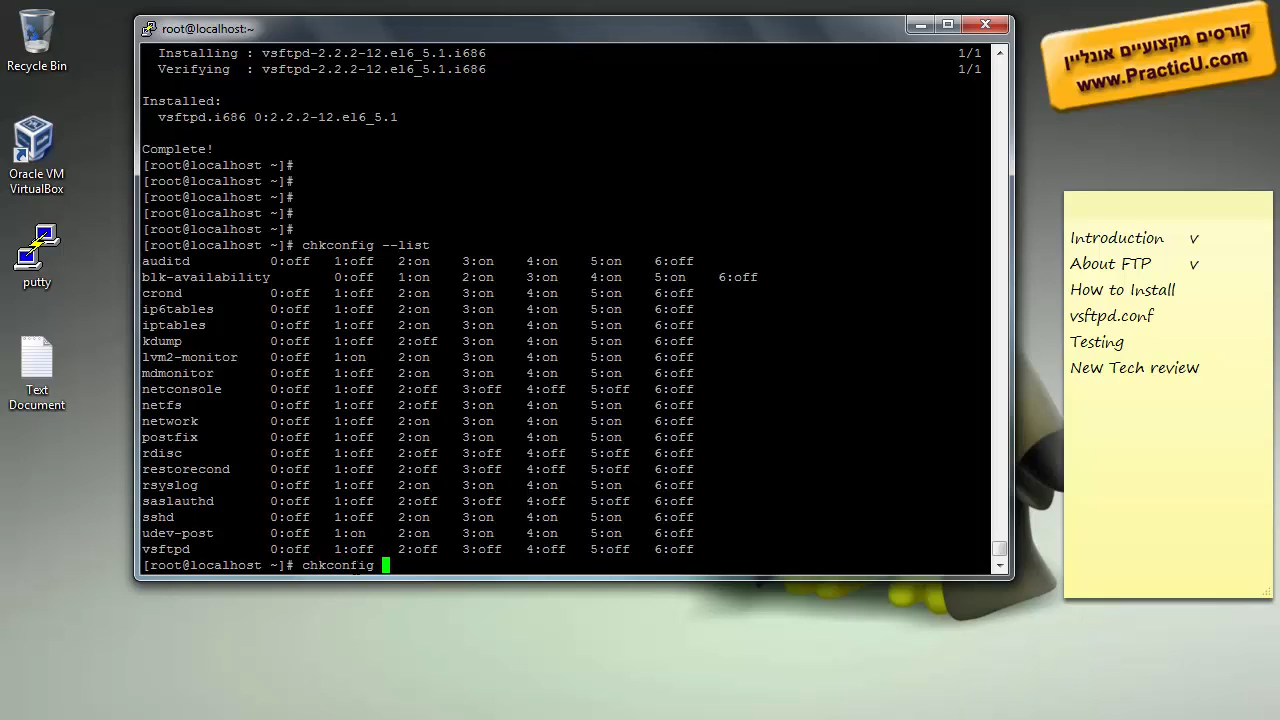 root@localhost:~
Installing : vsftpd-2.2.2-12.el6_5.1.i686 1/1
Verifying : vsftpd-2.2.2-12.el6_5.1.i686 1/1
Installed:
vsftpd.i686 0:2.2.2-12.el6_5.1
Complete!
[root@localhost ~]#
[root@localhost ~]#
[root@localhost ~]#
[root@localhost ~]#
[root@localhost ~]#
[root@localhost ~]# chkconfig --list
auditd 0:off 1:off 2:on 3:on 4:on 5:on 6:off
blk-availability 0:off 1:on 2:on 3:on 4:on 5:on 6:off
crond 0:off 1:off 2:on 3:on 4:on 5:on 6:off
ip6tables 0:off 1:off 2:on 3:on 4:on 5:on 6:off
iptables 0:off 1:off 2:on 3:on 4:on 5:on 6:off
kdump 0:off 1:off 2:off 3:on 4:on 5:on 6:off
lvm2-monitor 0:off 1:on 2:on 3:on 4:on 5:on 6:off
mdmonitor 0:off 1:off 2:on 3:on 4:on 5:on 6:off
netconsole 0:off 1:off 2:off 3:off 4:off 5:off 6:off
netfs 0:off 1:off 2:off 3:on 4:on 5:on 6:off
network 0:off 1:off 2:on 3:on 4:on 5:on 6:off
postfix 0:off 1:off 2:on 3:on 4:on 5:on 6:off
rdisc 0:off 1:off 2:off 3:off 4:off 5:off 6:off
restorecond 0:off 1:off 2:off 3:off 4:off 5:off 6:off
rsyslog 0:off 1:off 2:on 3:on 4:on 5:on 6:off
saslauthd 0:off 1:off 2:off 3:off 4:off 5:off 6:off
sshd 0:off 1:off 2:on 3:on 4:on 5:on 6:off
udev-post 0:off 1:on 2:on 3:on 4:on 5:on 6:off
vsftpd 0:off 1:off 2:off 3:off 4:off 5:off 6:off
[root@localhost ~]# chkconfig
Recycle Bin
Oracle VM
VirtualBox
putty
Text
Document
קורסים מקצועיים אונליין
www.PracticU.com
Introduction v
About FTP v
How to Install
vsftpd.conf
Testing
New Tech review